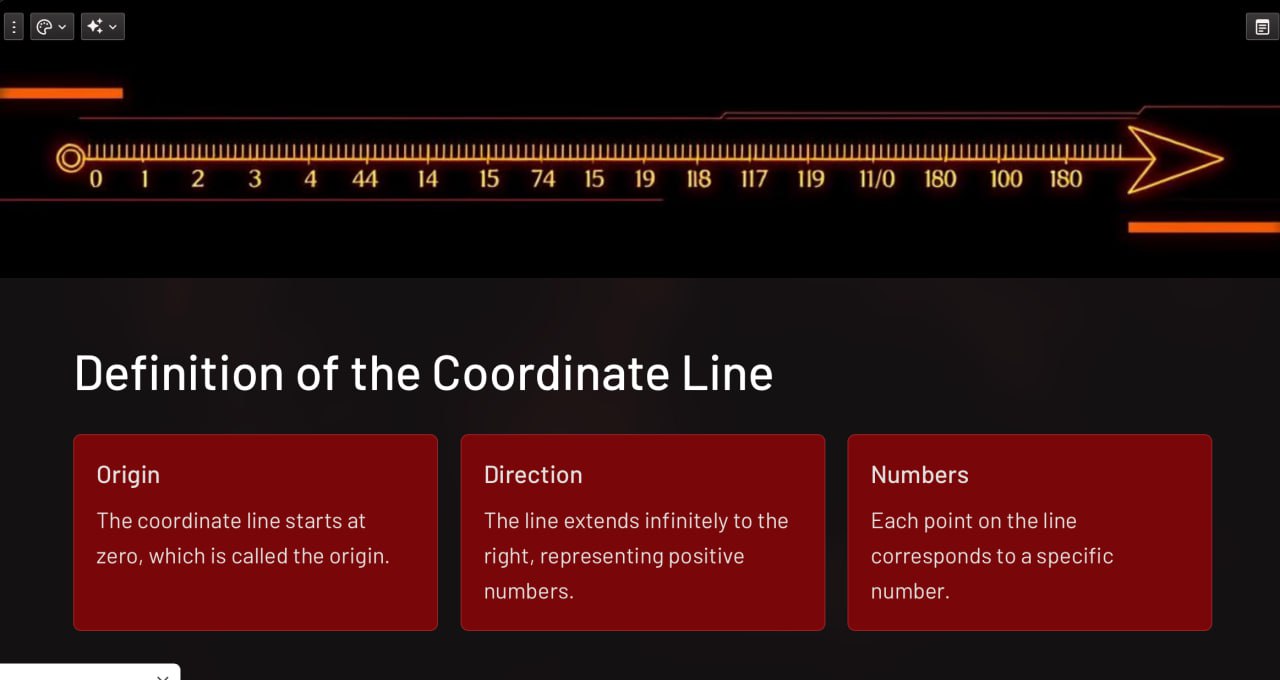 0 1 2 3 4 44 14 15 74 15 19 118 117 119 11/0 180 100 180
Definition of the Coordinate Line
Origin
The coordinate line starts at
zero, which is called the origin.
Direction
The line extends infinitely to the
right, representing positive
numbers.
Numbers
Each point on the line
corresponds to a specific
number.